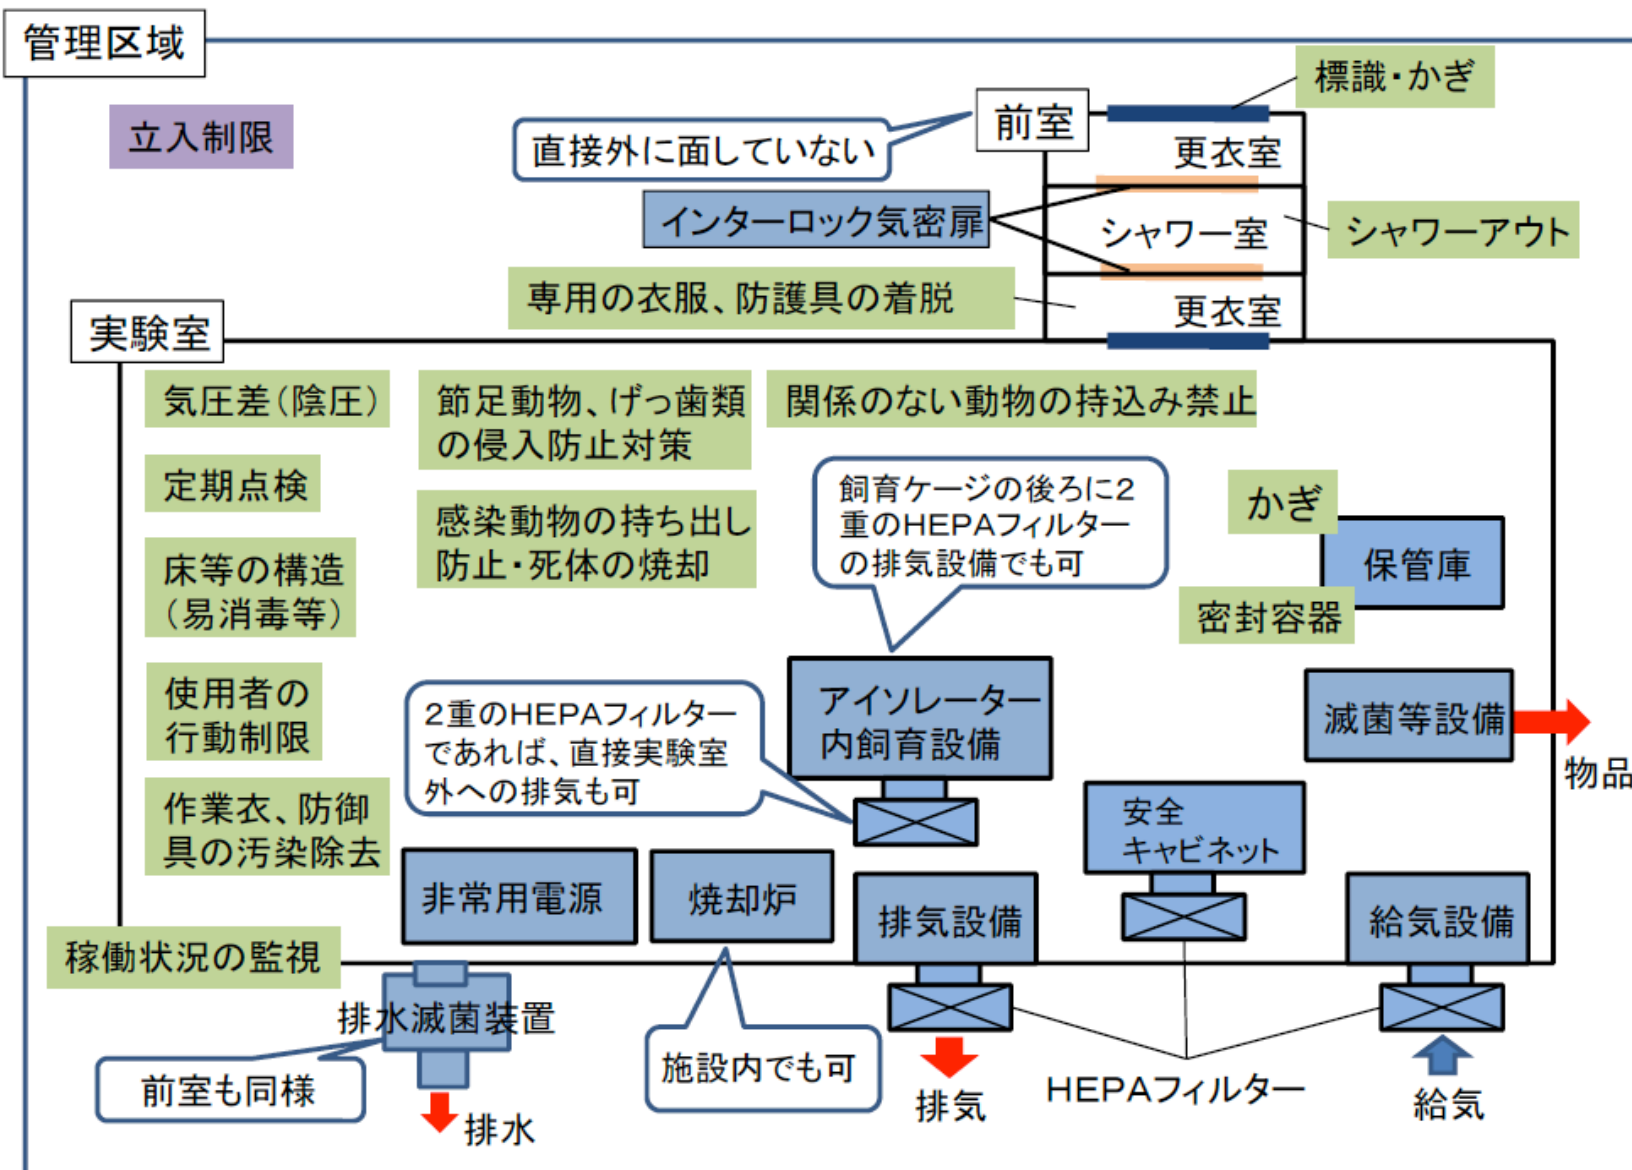 管理区域
立入制限
標識・かぎ
前室
直接外に面していない
更衣室
インターロック気密扉
シャワー室
シャワーアウト
専用の衣服、防護具の着脱
更衣室
実験室
気圧差(陰圧)
節足動物、げっ歯類
の侵入防止対策
関係のない動物の持込み禁止
定期点検
感染動物の持ち出し
防止・死体の焼却
飼育ケージの後ろに2
重のHEPAフィルター
の排気設備でも可
かぎ
保管庫
密封容器
床等の構造
(易消毒等)
使用者の
行動制限
2重のHEPAフィルター
であれば、直接実験室
外への排気も可
アイソレーター
内飼育設備
滅菌等設備
物品
作業衣、防御
具の汚染除去
安全
キャビネット
非常用電源
焼却炉
排気設備
給気設備
稼働状況の監視
排水滅菌装置
前室も同様
施設内でも可
HEPAフィルター
排水
排気
給気